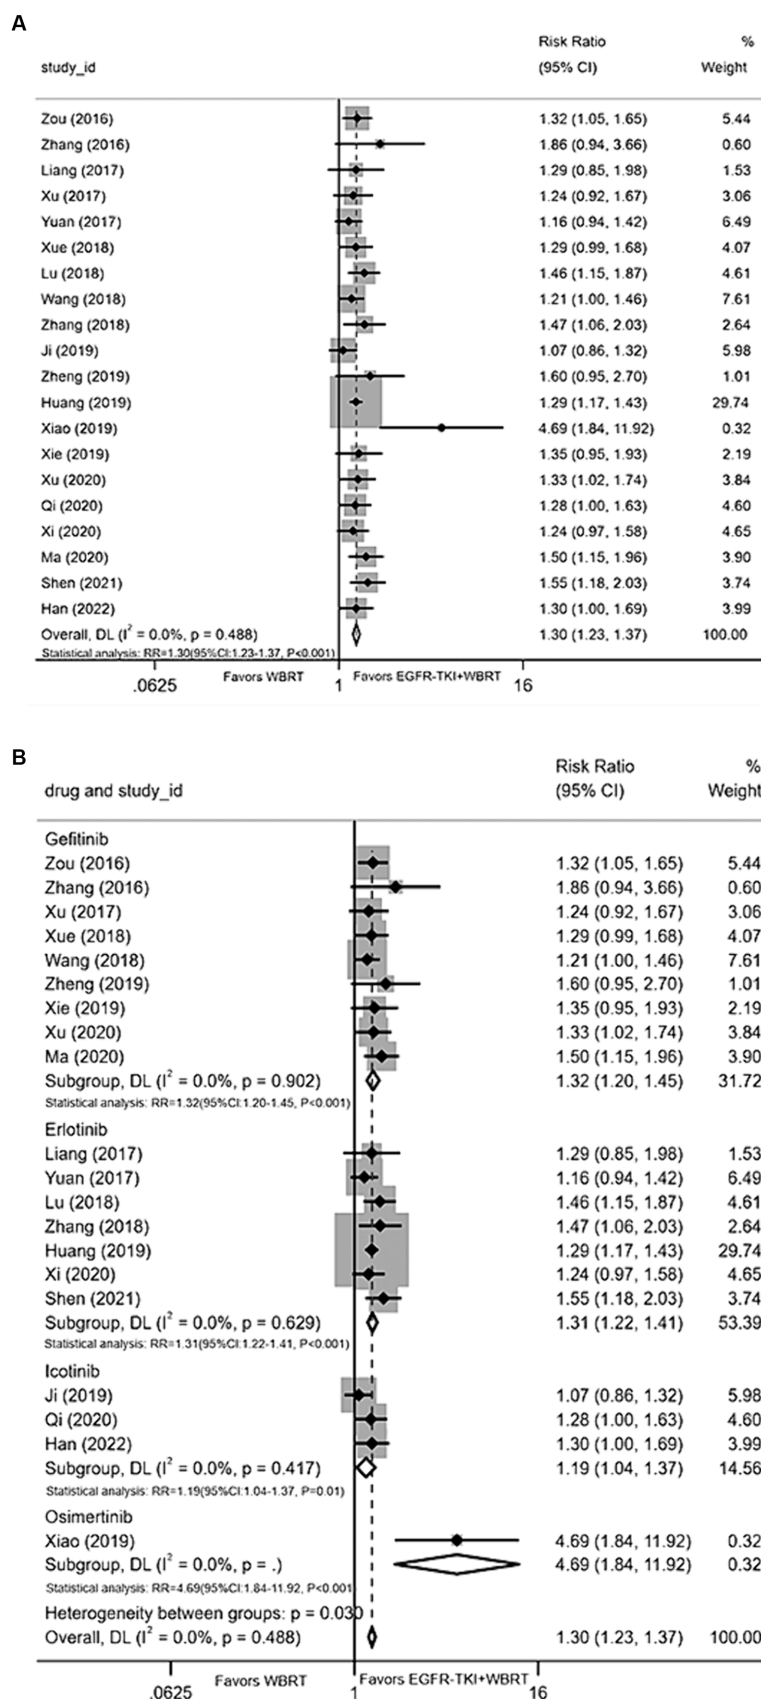 A
Risk Ratio %
study_id (95% CI) Weight
Zou (2016) 1.32 (1.05, 1.65) 5.44
Zhang (2016) 1.86 (0.94, 3.66) 0.60
Liang (2017) 1.29 (0.85, 1.98) 1.53
Xu (2017) 1.24 (0.92, 1.67) 3.06
Yuan (2017) 1.16 (0.94, 1.42) 6.49
Xue (2018) 1.29 (0.99, 1.68) 4.07
Lu (2018) 1.46 (1.15, 1.87) 4.61
Wang (2018) 1.21 (1.00, 1.46) 7.61
Zhang (2018) 1.47 (1.06, 2.03) 2.64
Ji (2019) 1.07 (0.86, 1.32) 5.98
Zheng (2019) 1.60 (0.95, 2.70) 1.01
Huang (2019) 1.29 (1.17, 1.43) 29.74
Xiao (2019) 4.69 (1.84, 11.92) 0.32
Xie (2019) 1.35 (0.95, 1.93) 2.19
Xu (2020) 1.33 (1.02, 1.74) 3.84
Qi (2020) 1.28 (1.00, 1.63) 4.60
Xi (2020) 1.24 (0.97, 1.58) 4.65
Ma (2020) 1.50 (1.15, 1.96) 3.90
Shen (2021) 1.55 (1.18, 2.03) 3.74
Han (2022) 1.30 (1.00, 1.69) 3.99
Overall, DL (I² = 0.0%, p = 0.488) 1.30 (1.23, 1.37) 100.00
Statistical analysis: RR=1.30(95%CI:1.23-1.37, P<0.001)
Favors WBRT Favors EGFR-TKI+WBRT
.0625 1 16
B
Risk Ratio %
drug and study_id (95% CI) Weight
Gefitinib
Zou (2016) 1.32 (1.05, 1.65) 5.44
Zhang (2016) 1.86 (0.94, 3.66) 0.60
Xu (2017) 1.24 (0.92, 1.67) 3.06
Xue (2018) 1.29 (0.99, 1.68) 4.07
Wang (2018) 1.21 (1.00, 1.46) 7.61
Zheng (2019) 1.60 (0.95, 2.70) 1.01
Xie (2019) 1.35 (0.95, 1.93) 2.19
Xu (2020) 1.33 (1.02, 1.74) 3.84
Ma (2020) 1.50 (1.15, 1.96) 3.90
Subgroup, DL (I² = 0.0%, p = 0.902) 1.32 (1.20, 1.45) 31.72
Statistical analysis: RR=1.32(95%CI:1.20-1.45, P<0.001)
Erlotinib
Liang (2017) 1.29 (0.85, 1.98) 1.53
Yuan (2017) 1.16 (0.94, 1.42) 6.49
Lu (2018) 1.46 (1.15, 1.87) 4.61
Zhang (2018) 1.47 (1.06, 2.03) 2.64
Huang (2019) 1.29 (1.17, 1.43) 29.74
Xi (2020) 1.24 (0.97, 1.58) 4.65
Shen (2021) 1.55 (1.18, 2.03) 3.74
Subgroup, DL (I² = 0.0%, p = 0.629) 1.31 (1.22, 1.41) 53.39
Statistical analysis: RR=1.31(95%CI:1.22-1.41, P<0.001)
Icotinib
Ji (2019) 1.07 (0.86, 1.32) 5.98
Qi (2020) 1.28 (1.00, 1.63) 4.60
Han (2022) 1.30 (1.00, 1.69) 3.99
Subgroup, DL (I² = 0.0%, p = 0.417) 1.19 (1.04, 1.37) 14.56
Statistical analysis: RR=1.19(95%CI:1.04-1.37, P=0.01)
Osimertinib
Xiao (2019) 4.69 (1.84, 11.92) 0.32
Subgroup, DL (I² = 0.0%, p = .) 4.69 (1.84, 11.92) 0.32
Statistical analysis: RR=4.69(95%CI:1.84-11.92, P<0.001
Heterogeneity between groups: p = 0.030
Overall, DL (I² = 0.0%, p = 0.488) 1.30 (1.23, 1.37) 100.00
Favors WBRT Favors EGFR-TKI+WBRT
.0625 1 16